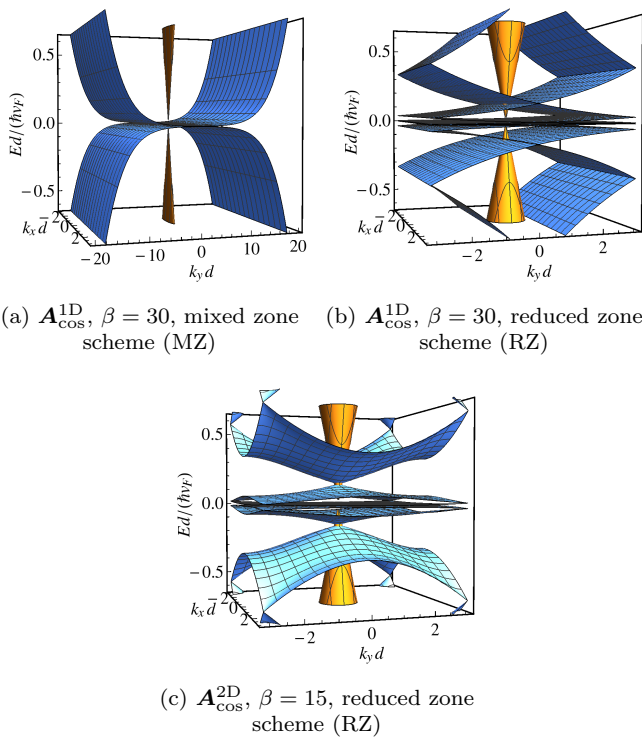 0.5
0.0
−0.5
Ed/(ħv_F)
k_x d̄
2
0
2
−20
−10
0
10
20
k_y d
0.5
0.0
−0.5
Ed/(ħv_F)
k_x d̄
2
0
2
−2
0
2
k_y d
(a) A^{1D}_{cos}, β = 30, mixed zone
scheme (MZ)
(b) A^{1D}_{cos}, β = 30, reduced zone
scheme (RZ)
0.5
0.0
−0.5
Ed/(ħv_F)
k_x d̄
2
0
2
−2
0
2
k_y d
(c) A^{2D}_{cos}, β = 15, reduced zone
scheme (RZ)